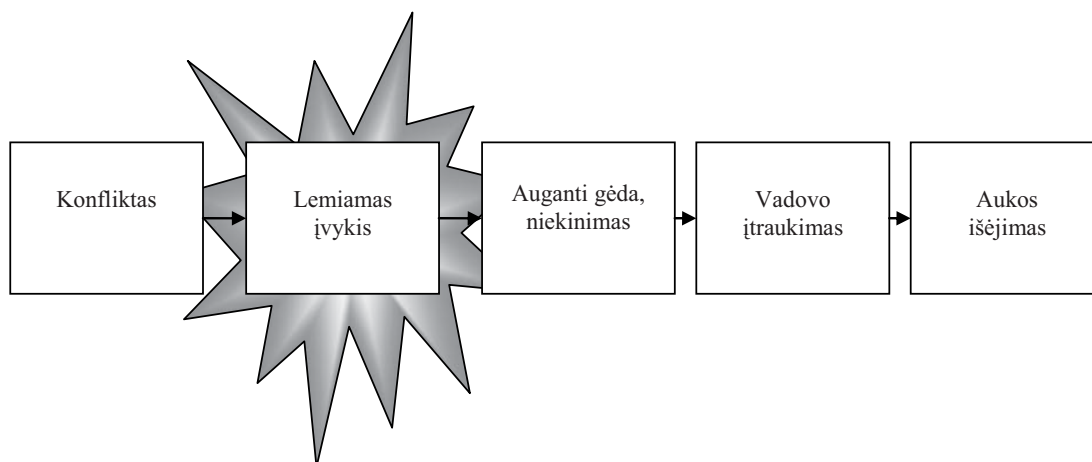 Konfliktas
Lemiamas
įvykis
Auganti gėda,
niekinimas
Vadovo
įtraukimas
Aukos
išėjimas